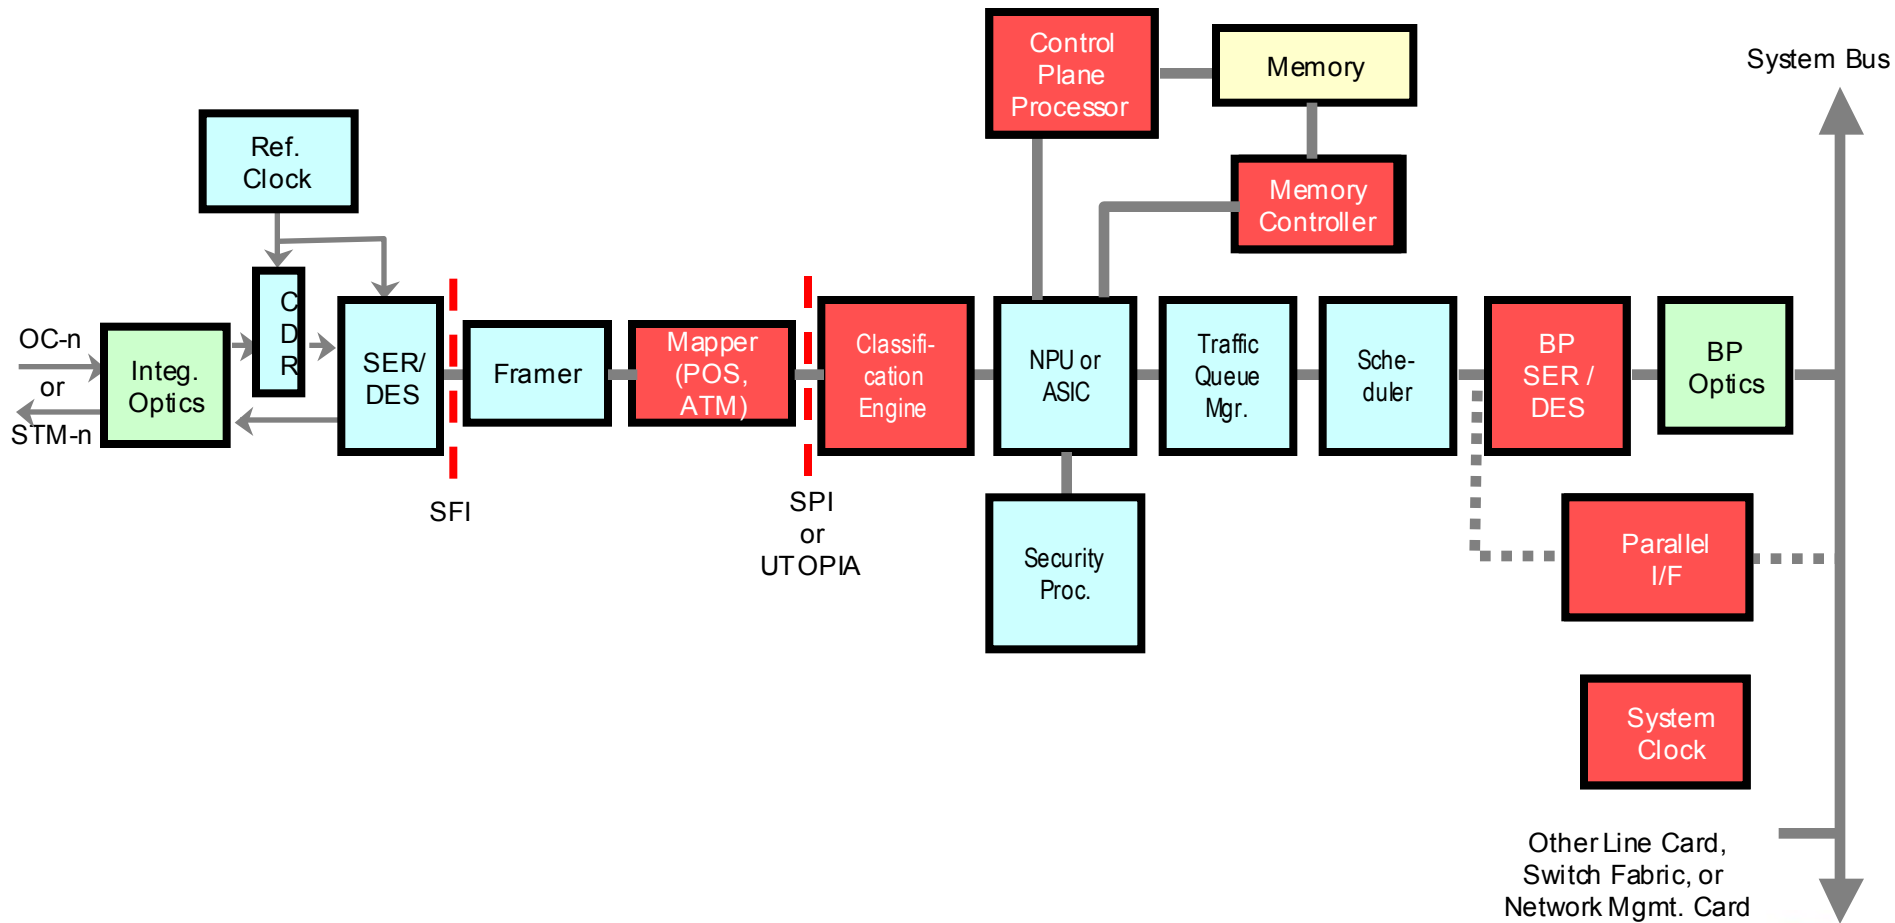 Control
Plane
Processor
Memory
System Bus
Ref.
Clock
Memory
Controller
C
D
R
OC-n
or
STM-n
Integ.
Optics
SER/
DES
Framer
Mapper
(POS,
ATM)
Classifi-
cation
Engine
NPU or
ASIC
Traffic
Queue
Mgr.
Sche-
duler
BP
SER /
DES
BP
Optics
SFI
SPI
or
UTOPIA
Security
Proc.
Parallel
I/F
System
Clock
Other Line Card,
Switch Fabric, or
Network Mgmt. Card